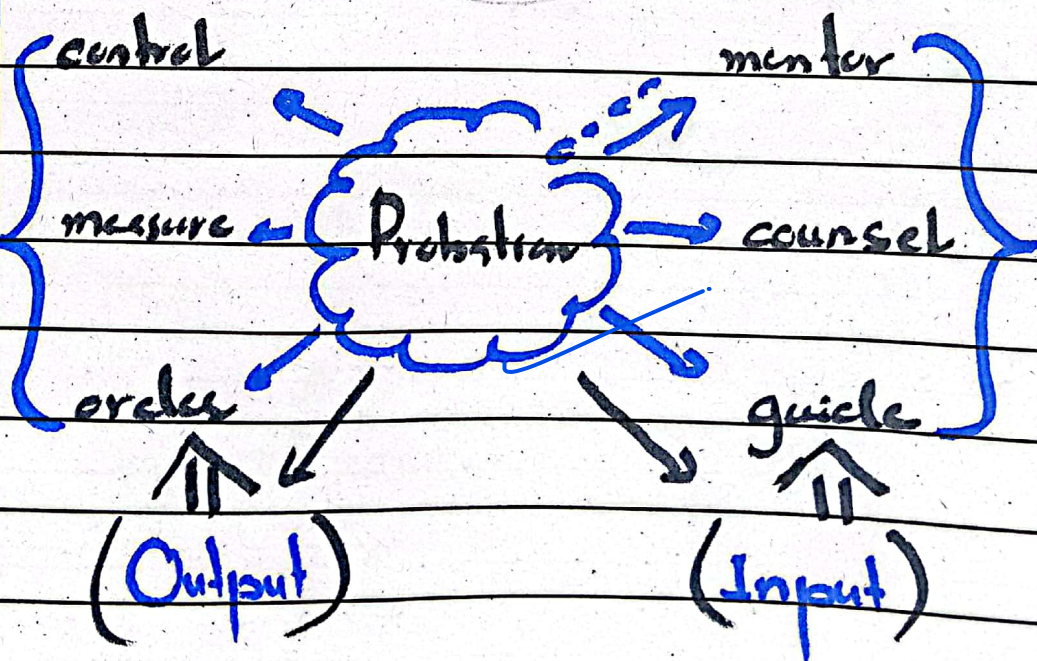 control
mentor
measure
Probation
counsel
order
guide
(Output)
(Input)